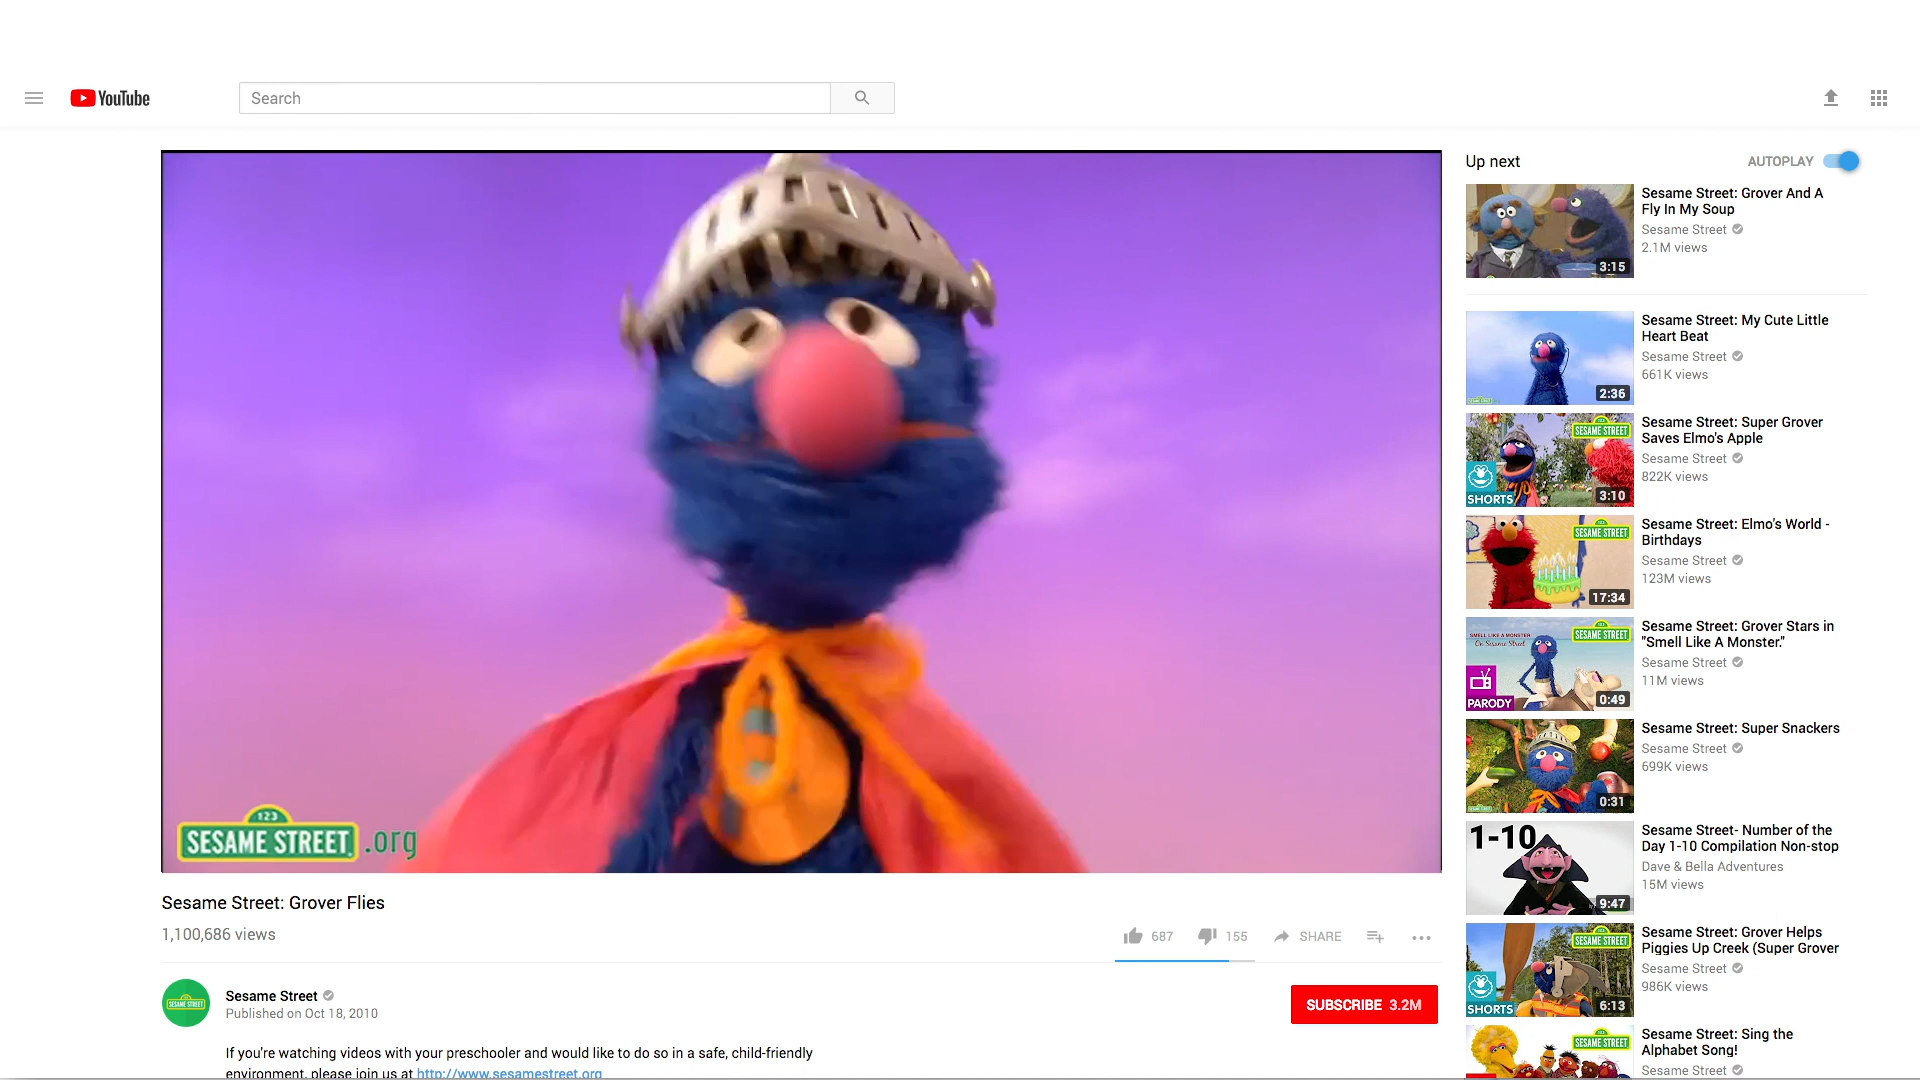 YouTube
Search
123
SESAME STREET .org
Sesame Street: Grover Flies
1,100,686 views
687
155
SHARE
SESAME STREET
Sesame Street
Published on Oct 18, 2010
SUBSCRIBE 3.2M
If you're watching videos with your preschooler and would like to do so in a safe, child-friendly
environment, please join us at http://www.sesamestreet.org
Up next
AUTOPLAY
3:15
Sesame Street: Grover And A
Fly In My Soup
Sesame Street
2.1M views
2:36
Sesame Street: My Cute Little
Heart Beat
Sesame Street
661K views
SESAME STREET
SHORTS
3:10
Sesame Street: Super Grover
Saves Elmo's Apple
Sesame Street
822K views
SESAME STREET
17:34
Sesame Street: Elmo's World -
Birthdays
Sesame Street
123M views
SMELL LIKE A MONSTER
On Sesame Street
SESAME STREET
PARODY
0:49
Sesame Street: Grover Stars in
"Smell Like A Monster."
Sesame Street
11M views
0:31
Sesame Street: Super Snackers
Sesame Street
699K views
1-10
9:47
Sesame Street- Number of the
Day 1-10 Compilation Non-stop
Dave & Bella Adventures
15M views
SESAME STREET
SHORTS
6:13
Sesame Street: Grover Helps
Piggies Up Creek (Super Grover
Sesame Street
986K views
SESAME STREET
Sesame Street: Sing the
Alphabet Song!
Sesame Street